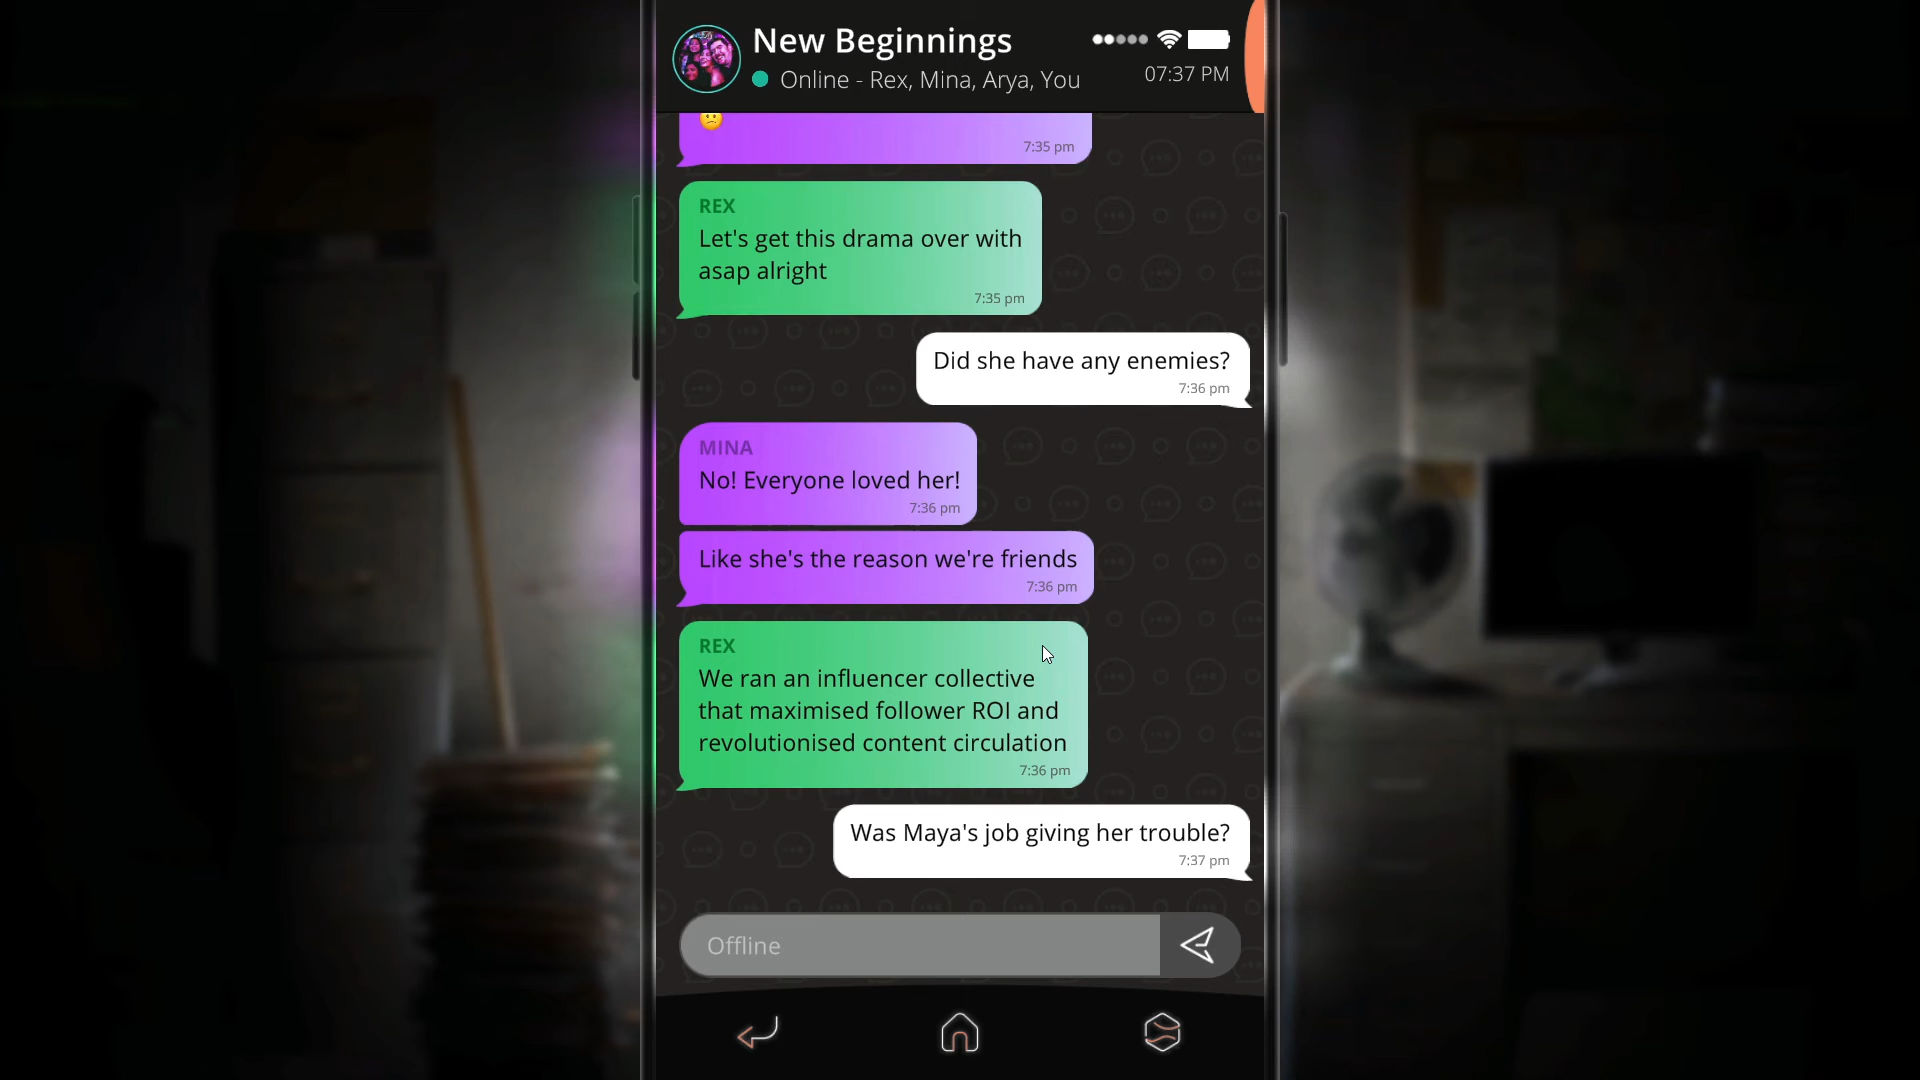 New Beginnings
Online - Rex, Mina, Arya, You
07:37 PM
7:35 pm
REX
Let's get this drama over with
asap alright
7:35 pm
Did she have any enemies?
7:36 pm
MINA
No! Everyone loved her!
7:36 pm
Like she's the reason we're friends
7:36 pm
REX
We ran an influencer collective
that maximised follower ROI and
revolutionised content circulation
7:36 pm
Was Maya's job giving her trouble?
7:37 pm
Offline